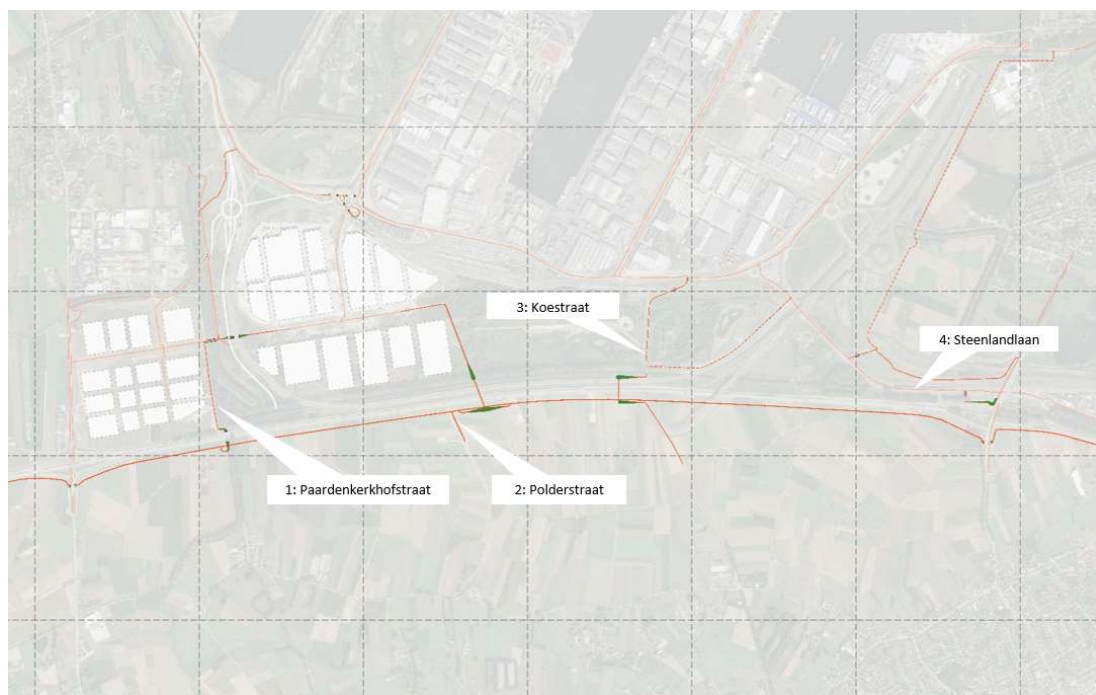 3: Koestraat
4: Steenlandlaan
1: Paardenkerkhofstraat
2: Polderstraat